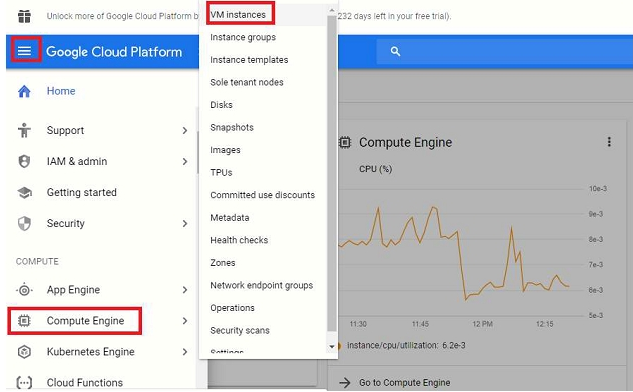 Unlock more of Google Cloud Platform by
232 days left in your free trial).
Google Cloud Platform
Home
Support
IAM & admin
Getting started
Security
COMPUTE
App Engine
Compute Engine
Kubernetes Engine
Cloud Functions
VM instances
Instance groups
Instance templates
Sole tenant nodes
Disks
Snapshots
Images
TPUs
Committed use discounts
Metadata
Health checks
Zones
Network endpoint groups
Operations
Security scans
Settings
Compute Engine
CPU (%)
10e-3
9e-3
8e-3
7e-3
6e-3
5e-3
11:30 11:45 12 PM 12:15
instance/cpu/utilization: 6.2e-3
Go to Compute Engine